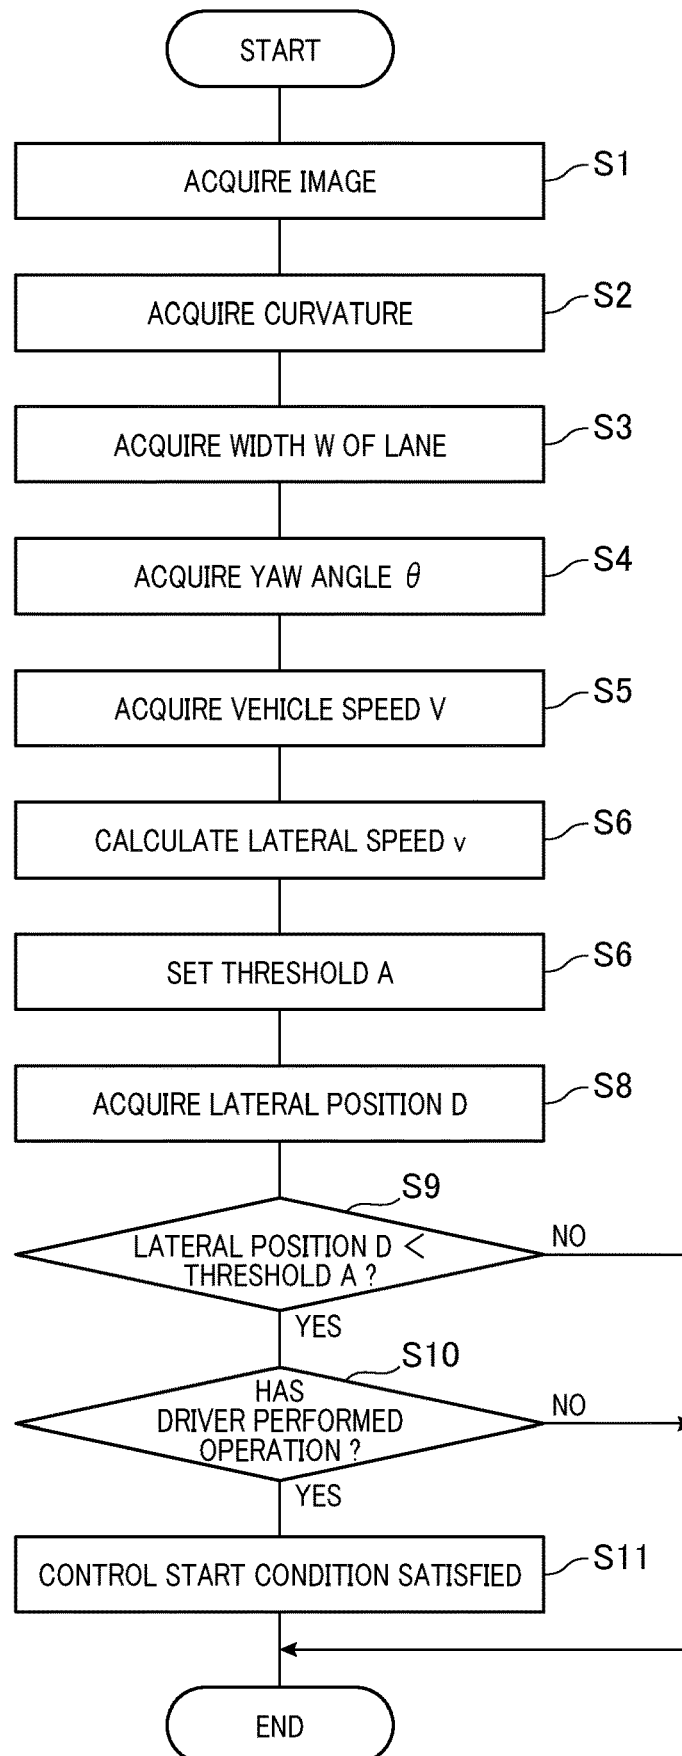 START
ACQUIRE IMAGE
S1
ACQUIRE CURVATURE
S2
ACQUIRE WIDTH W OF LANE
S3
ACQUIRE YAW ANGLE θ
S4
ACQUIRE VEHICLE SPEED V
S5
CALCULATE LATERAL SPEED v
S6
SET THRESHOLD A
S6
ACQUIRE LATERAL POSITION D
S8
S9
LATERAL POSITION D <
THRESHOLD A ?
NO
YES
S10
HAS
DRIVER PERFORMED
OPERATION ?
NO
YES
CONTROL START CONDITION SATISFIED
S11
END